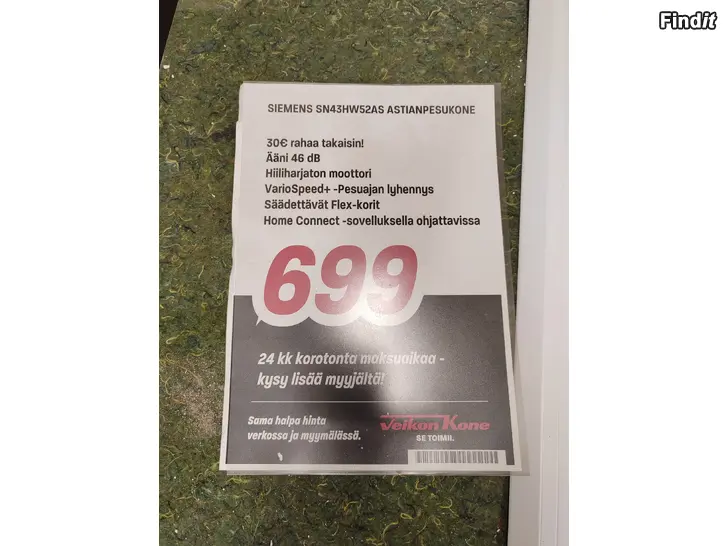 Findit
SIEMENS SN43HW52AS ASTIANPESUKONE
30€ rahaa takaisin!
Ääni 46 dB
Hiiliharjaton moottori
VarioSpeed+ -Pesuajan lyhennys
Säädettävät Flex-korit
Home Connect -sovelluksella ohjattavissa
699
24 kk korotonta maksuaikaa -
kysy lisää myyjältä!
Sama halpa hinta
verkossa ja myymälässä.
Veikon Kone
SE TOIMII.